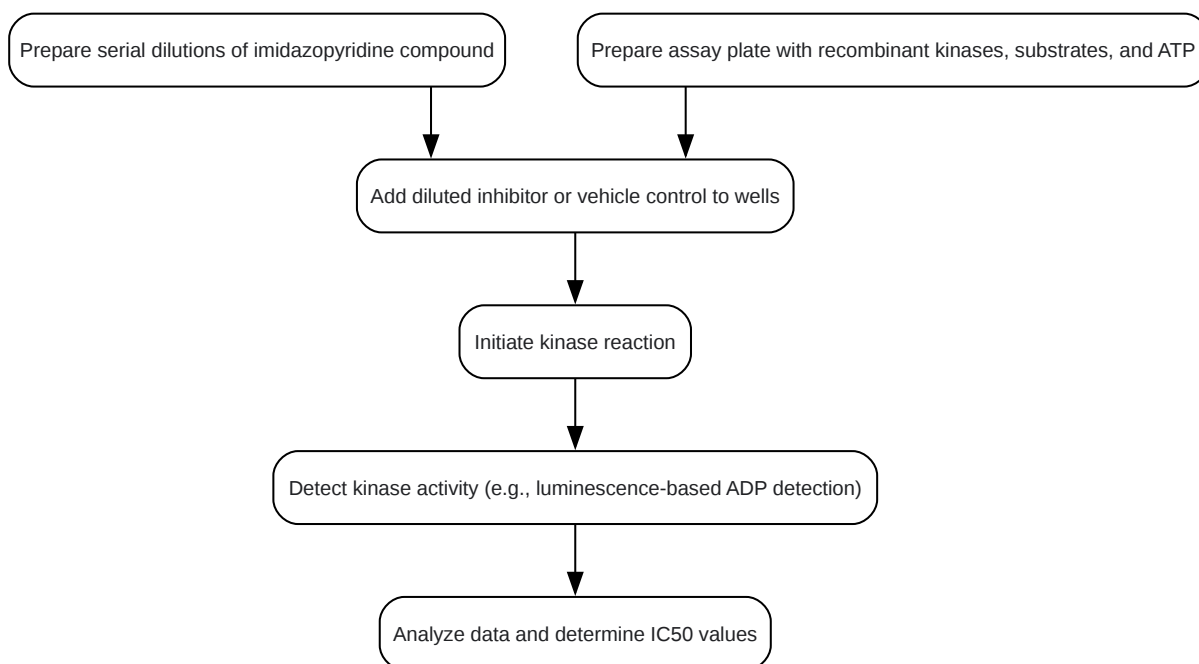 Prepare serial dilutions of imidazopyridine compound
Prepare assay plate with recombinant kinases, substrates, and ATP
Add diluted inhibitor or vehicle control to wells
Initiate kinase reaction
Detect kinase activity (e.g., luminescence-based ADP detection)
Analyze data and determine IC50 values